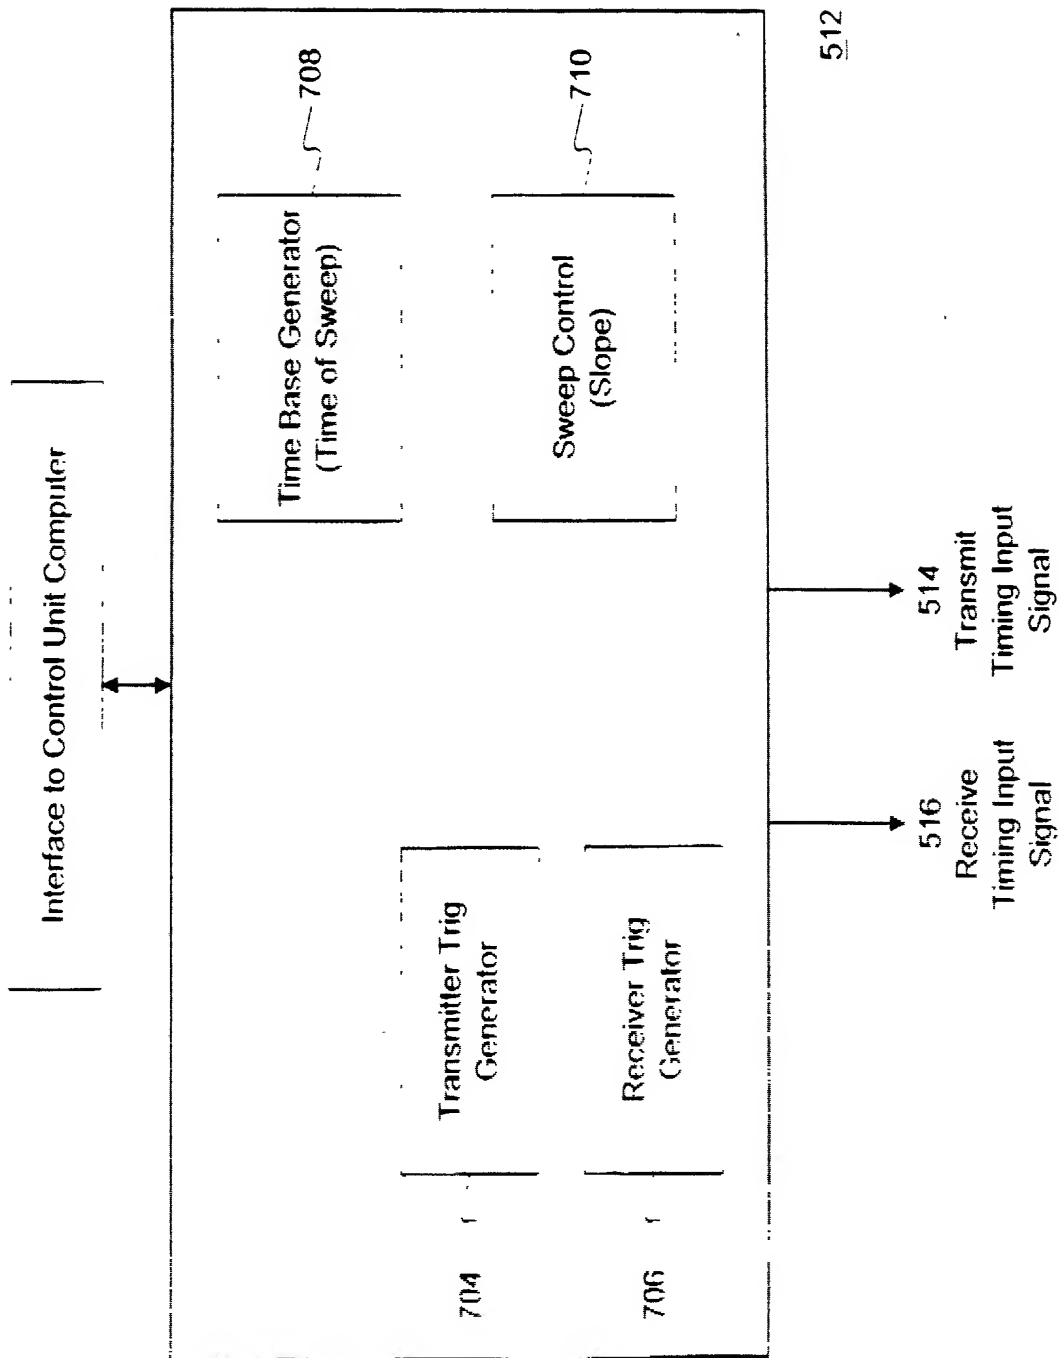 Interface to Control Unit Computer
704
Transmitter Trig
Generator
Time Base Generator
(Time of Sweep)
708
706
Receiver Trig
Generator
Sweep Control
(Slope)
710
516
Receive
Timing Input
Signal
514
Transmit
Timing Input
Signal
512